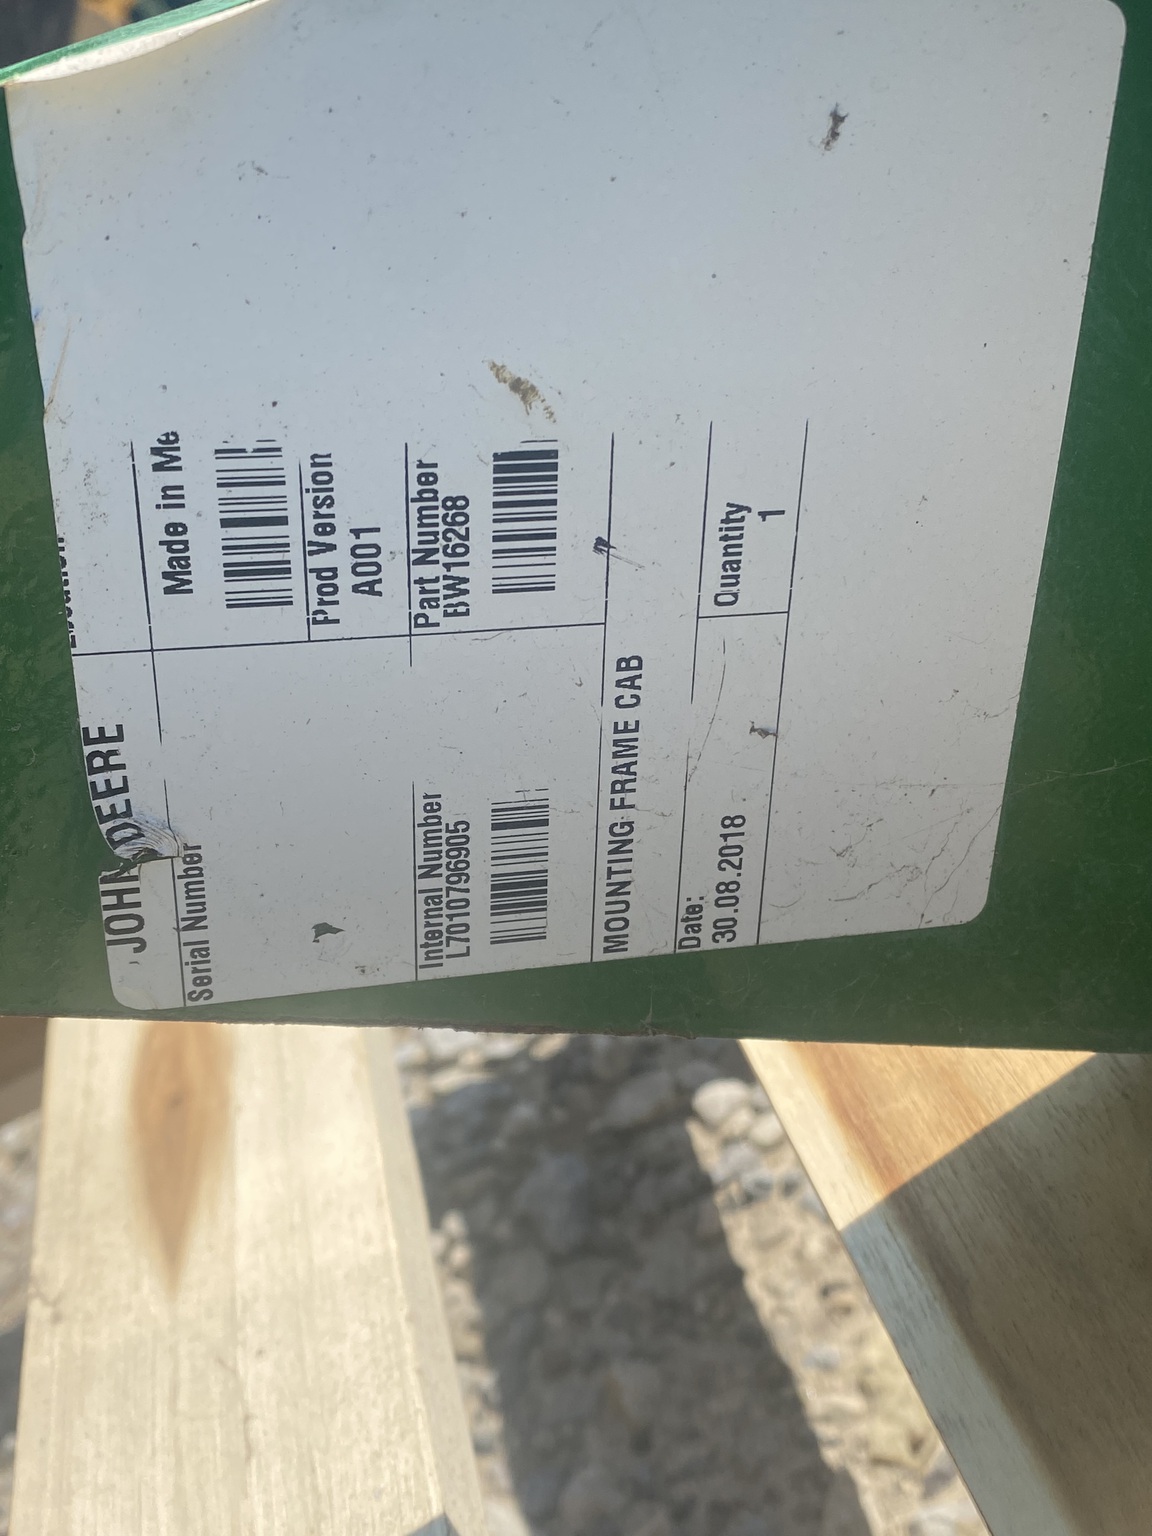 JOHN DEERE
Serial Number
Made in Me
Prod Version
A001
Internal Number
L7010796905
Part Number
BW16268
MOUNTING FRAME CAB
Date:
30.08.2018
Quantity
1